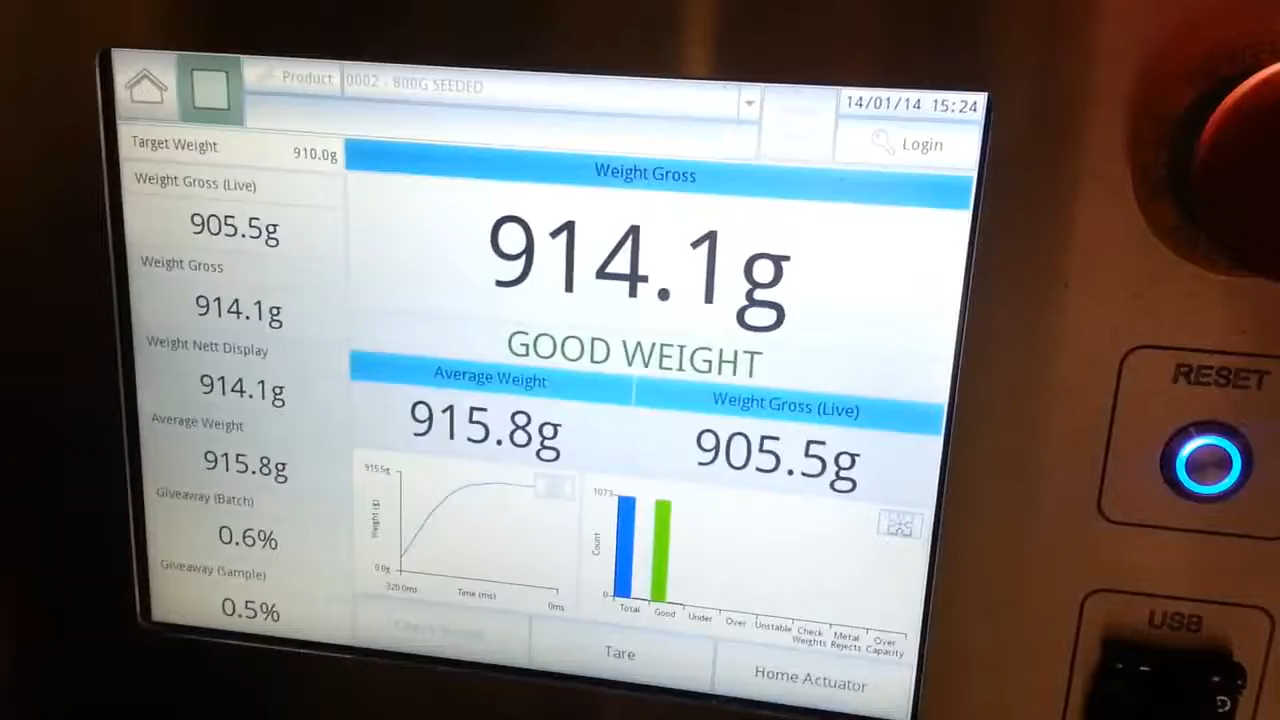 Product 0002 - 800G SEEDED
14/01/14 15:24
Login
Target Weight 910.0g
Weight Gross (Live)
905.5g
Weight Gross
914.1g
Weight Nett Display
914.1g
Average Weight
915.8g
Giveaway (Batch)
0.6%
Giveaway (Sample)
0.5%
Weight Gross
914.1g
GOOD WEIGHT
Average Weight
915.8g
Weight Gross (Live)
905.5g
915.5g
Weight (g)
0.0g
-320.0ms
Time (ms)
0ms
1073
Count
0
Total
Good
Under
Over
Unstable
Check Weights
Metal Rejects
Over Capacity
Tare
Home Actuator
RESET
USB